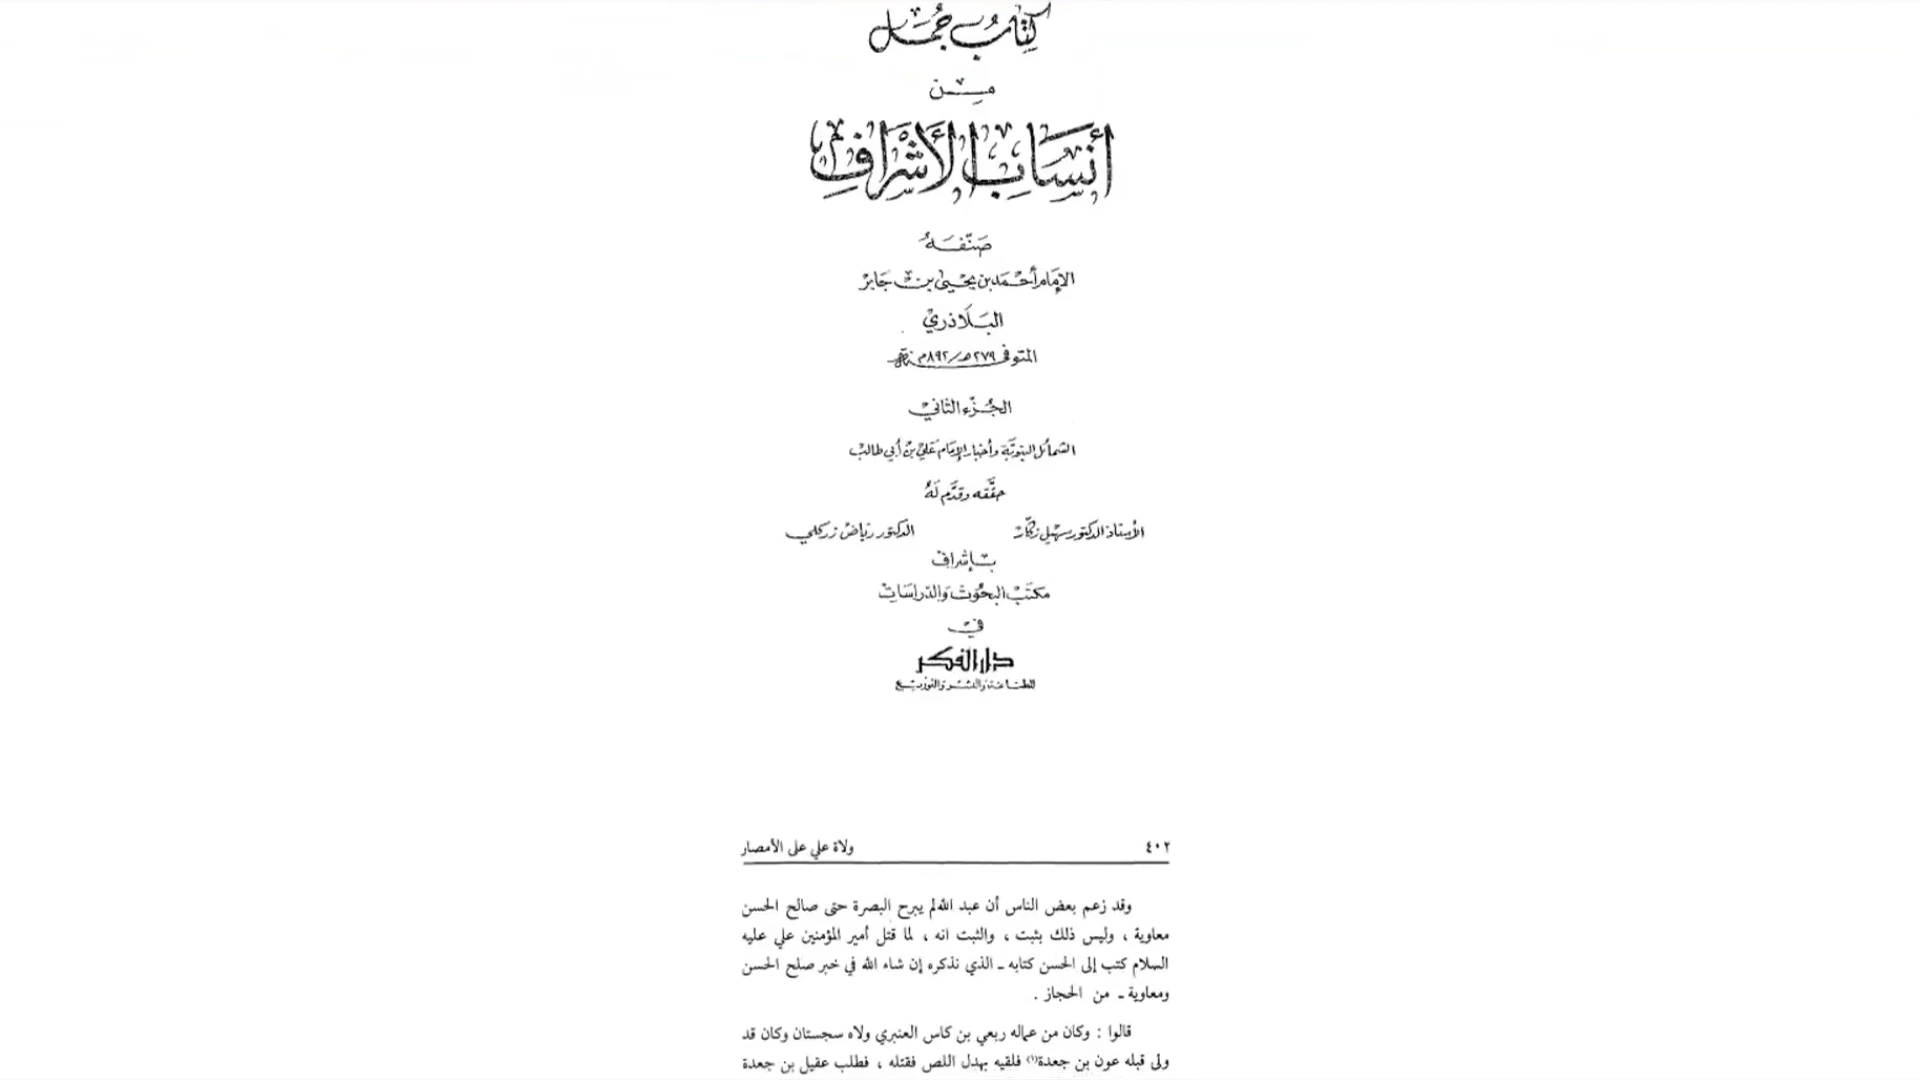 كتاب جمل
من
أنساب الأشراف
صنفه
الإمام أحمد بن يحيى بن جابر
البلاذري
المتوفى ٢٧٩هـ/٨٩٢م
الجزء الثاني
الشمائل النبوية وأخبار الإمام علي بن أبي طالب
حققه وقدم له
الأستاذ الدكتور سهيل زكار الدكتور رياض زركلي
بإشراف
مكتب البحوث والدراسات
في
دار الفكر
للطباعة والنشر والتوزيع
٤٠٢ ولاة علي على الأمصار
وقد زعم بعض الناس أن عبد الله لم يبرح البصرة حتى صالح الحسن
معاوية ، وليس ذلك بثبت ، والثبت انه ، لما قتل أمير المؤمنين علي عليه
السلام كتب إلى الحسن كتابه ـ الذي نذكره إن شاء الله في خبر صلح الحسن
ومعاوية ـ من الحجاز .
قالوا : وكان من عماله ربعي بن كاس العنبري ولاه سجستان وكان قد
ولى قبله عون بن جعدة(١) فلقيه بهدل اللص فقتله ، فطلب عقيل بن جعدة